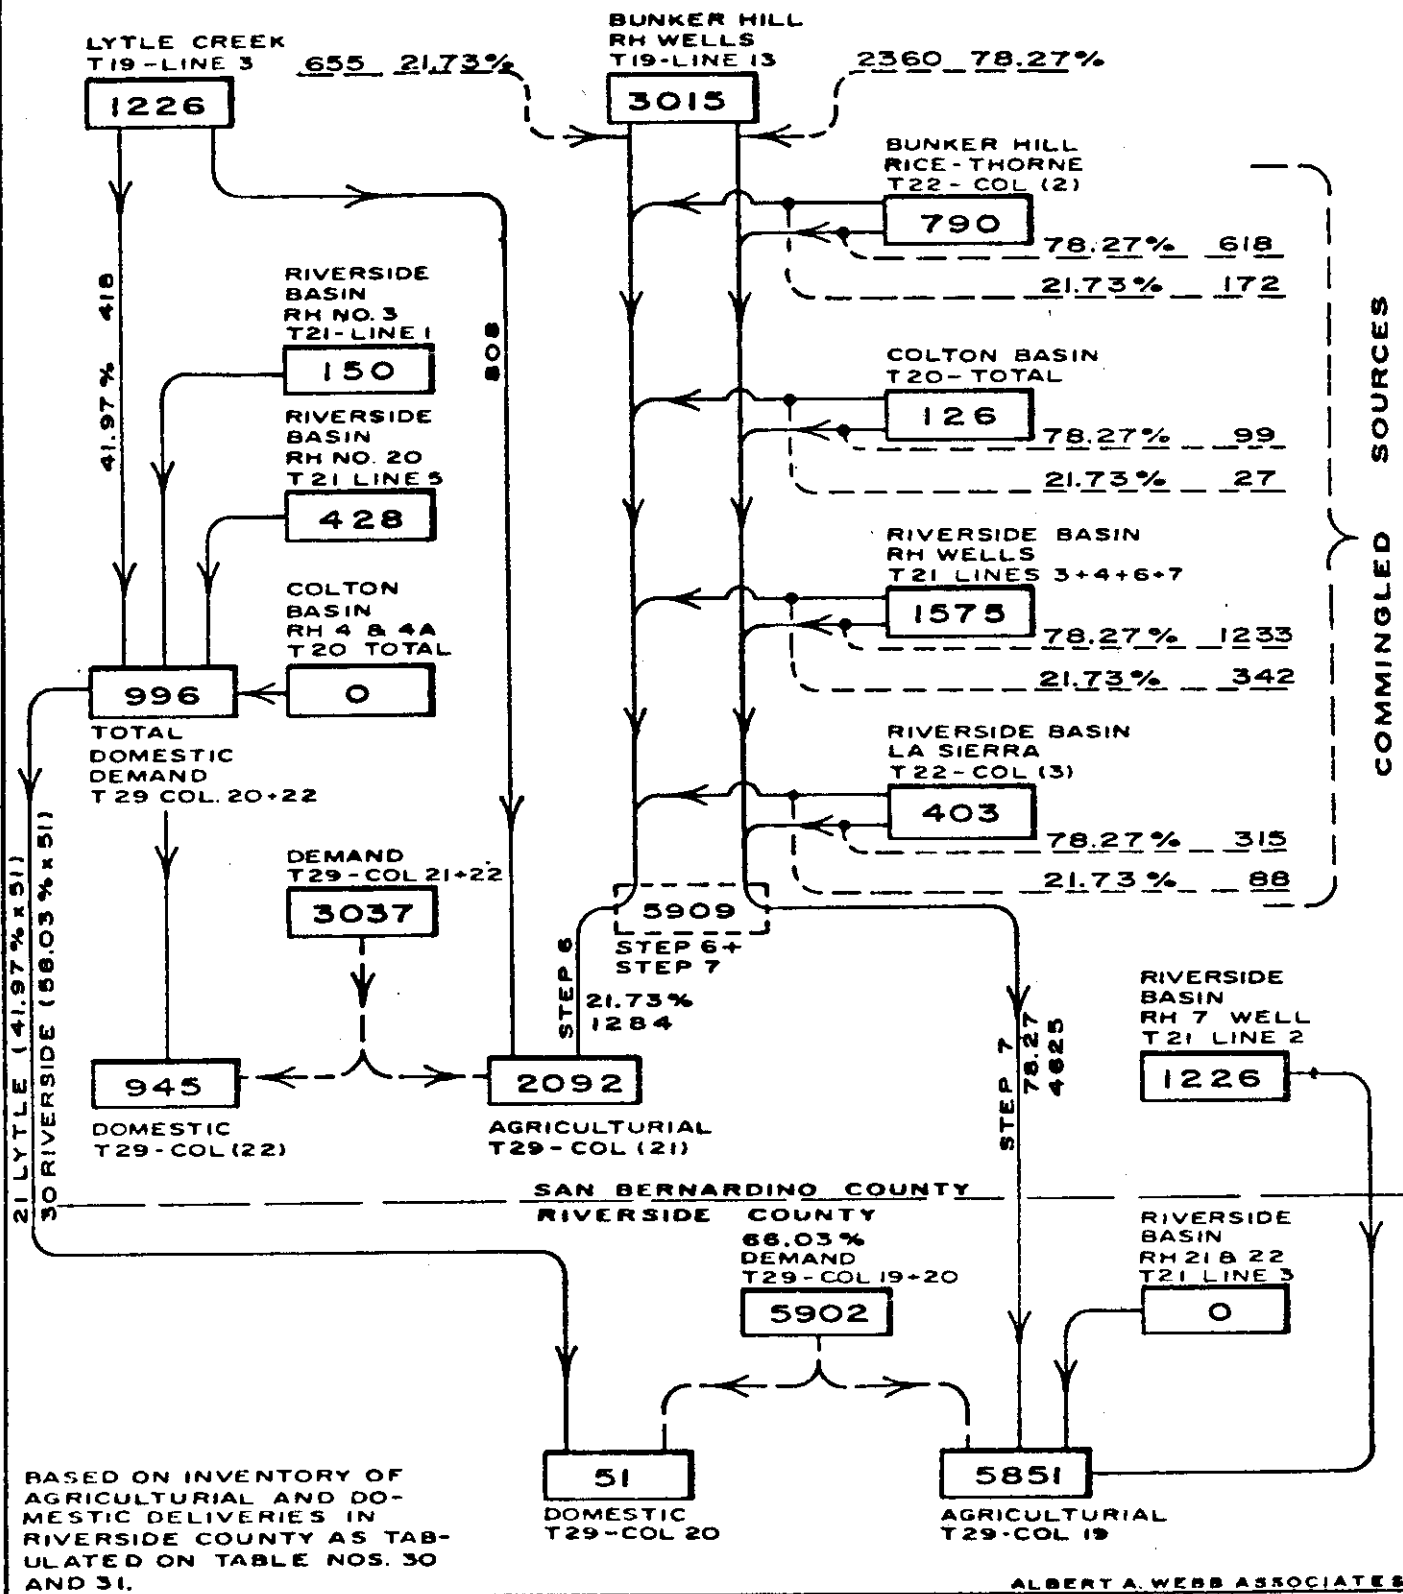 LYTLE CREEK
T19-LINE 3
1226
655 21.73%
BUNKER HILL
RH WELLS
T19-LINE 13
3015
2360 78.27%
BUNKER HILL
RICE-THORNE
T22-COL (2)
790
78.27% 618
21.73% 172
41.97% 418
808
RIVERSIDE
BASIN
RH NO. 3
T21-LINE 1
150
RIVERSIDE
BASIN
RH NO. 20
T21 LINE 5
428
COLTON
BASIN
RH 4 & 4A
T20 TOTAL
0
996
TOTAL
DOMESTIC
DEMAND
T29 COL. 20+22
COLTON BASIN
T20-TOTAL
126
78.27% 99
21.73% 27
RIVERSIDE BASIN
RH WELLS
T21 LINES 3+4+6+7
1575
78.27% 1233
21.73% 342
RIVERSIDE BASIN
LA SIERRA
T22-COL (3)
403
78.27% 315
21.73% 88
COMMINGLED SOURCES
DEMAND
T29-COL 21+22
3037
5909
STEP 6+
STEP 7
STEP 6
21.73%
1284
STEP 7
78.27
4625
945
DOMESTIC
T29-COL (22)
2092
AGRICULTURIAL
T29-COL (21)
RIVERSIDE
BASIN
RH 7 WELL
T21 LINE 2
1226
21 LYTLE (41.97% x 51)
30 RIVERSIDE (58.03% x 51)
SAN BERNARDINO COUNTY
RIVERSIDE COUNTY
66.03%
DEMAND
T29-COL 19+20
5902
RIVERSIDE
BASIN
RH 21 & 22
T21 LINE 3
0
51
DOMESTIC
T29-COL 20
5851
AGRICULTURIAL
T29-COL 19
BASED ON INVENTORY OF
AGRICULTURIAL AND DO-
MESTIC DELIVERIES IN
RIVERSIDE COUNTY AS TAB-
ULATED ON TABLE NOS. 30
AND 31.
ALBERT A. WEBB ASSOCIATES